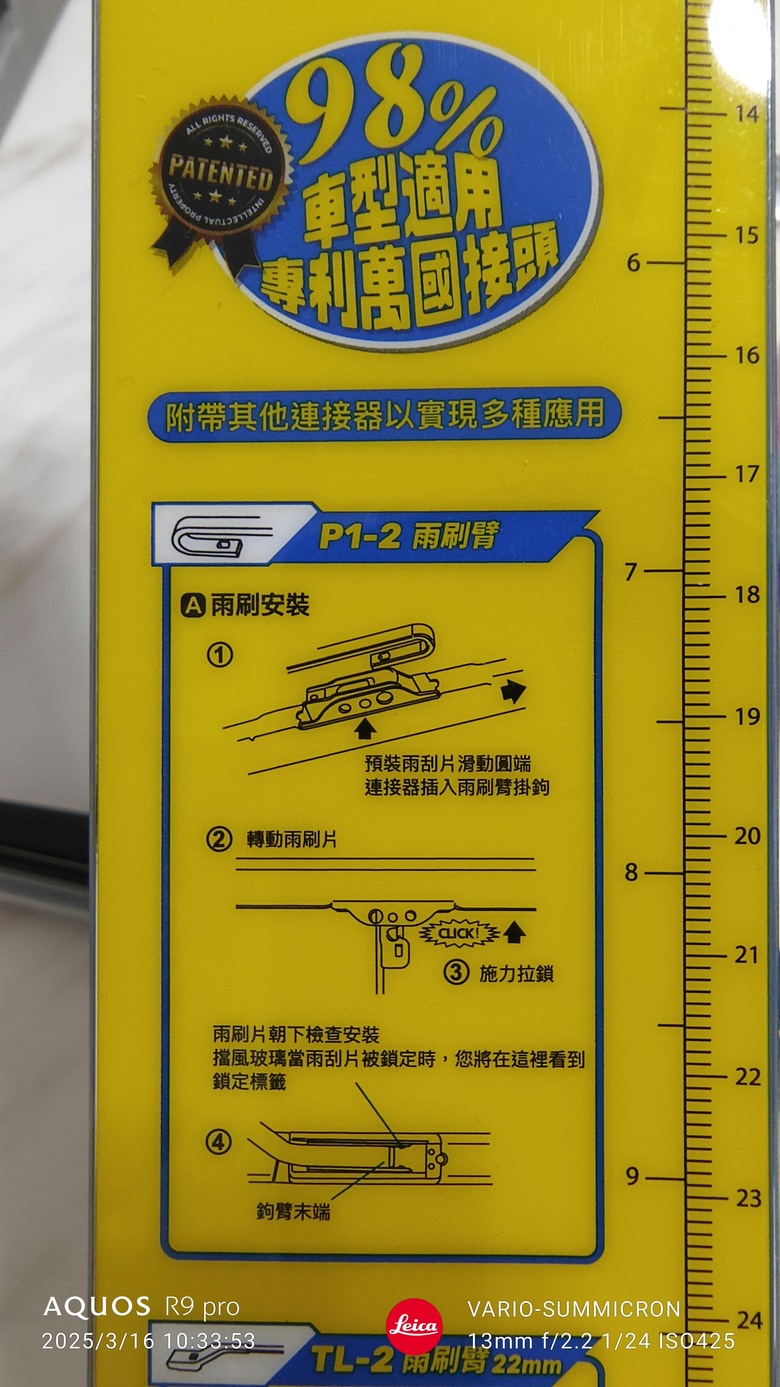 98%
車型適用
專利萬國接頭
ALL RIGHTS RESERVED
PATENTED
INTELLECTUAL PROPERTY
附帶其他連接器以實現多種應用
P1-2 雨刷臂
A 雨刷安裝
①
預裝雨刮片滑動圓端
連接器插入雨刷臂掛鉤
② 轉動雨刷片
CLICK!
③ 施力拉鎖
雨刷片朝下檢查安裝
擋風玻璃當雨刮片被鎖定時，您將在這裡看到
鎖定標籤
④
鉤臂末端
TL-2 雨刷臂 22mm
6
7
8
9
14
15
16
17
18
19
20
21
22
23
24
AQUOS R9 pro
2025/3/16 10:33:53
Leica
VARIO-SUMMICRON
13mm f/2.2 1/24 ISO425